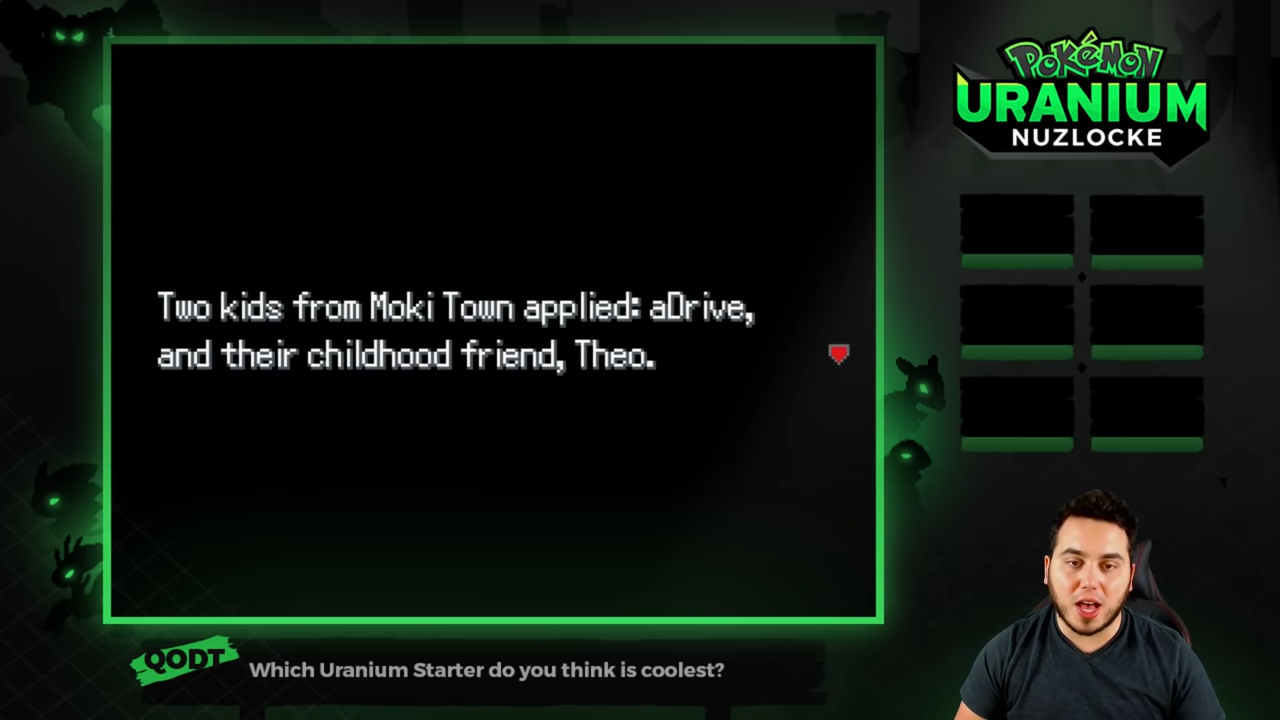 POKéMON
URANIUM
NUZLOCKE
Two kids from Moki Town applied: aDrive,
and their childhood friend, Theo.
QODT
Which Uranium Starter do you think is coolest?